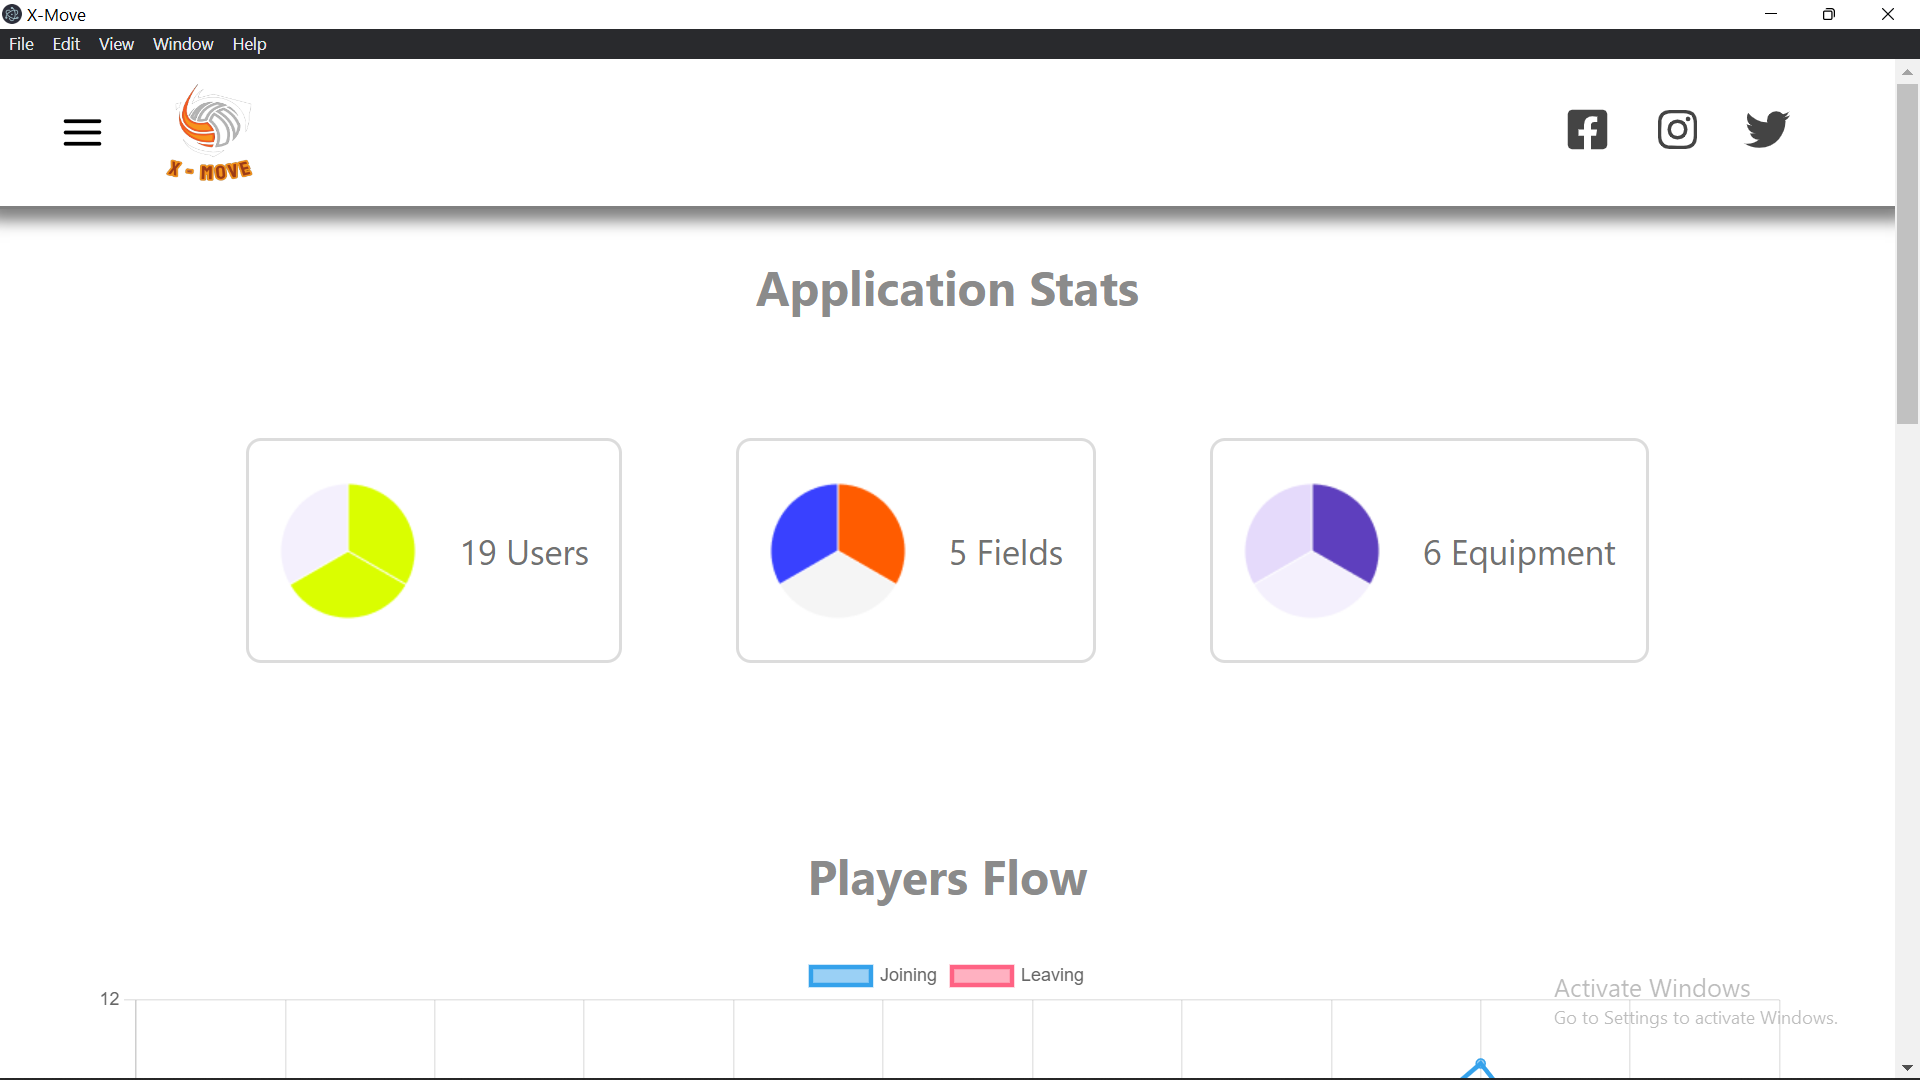 X-Move
File Edit View Window Help
X - MOVE
Application Stats
19 Users
5 Fields
6 Equipment
Players Flow
Joining Leaving
12
Activate Windows
Go to Settings to activate Windows.